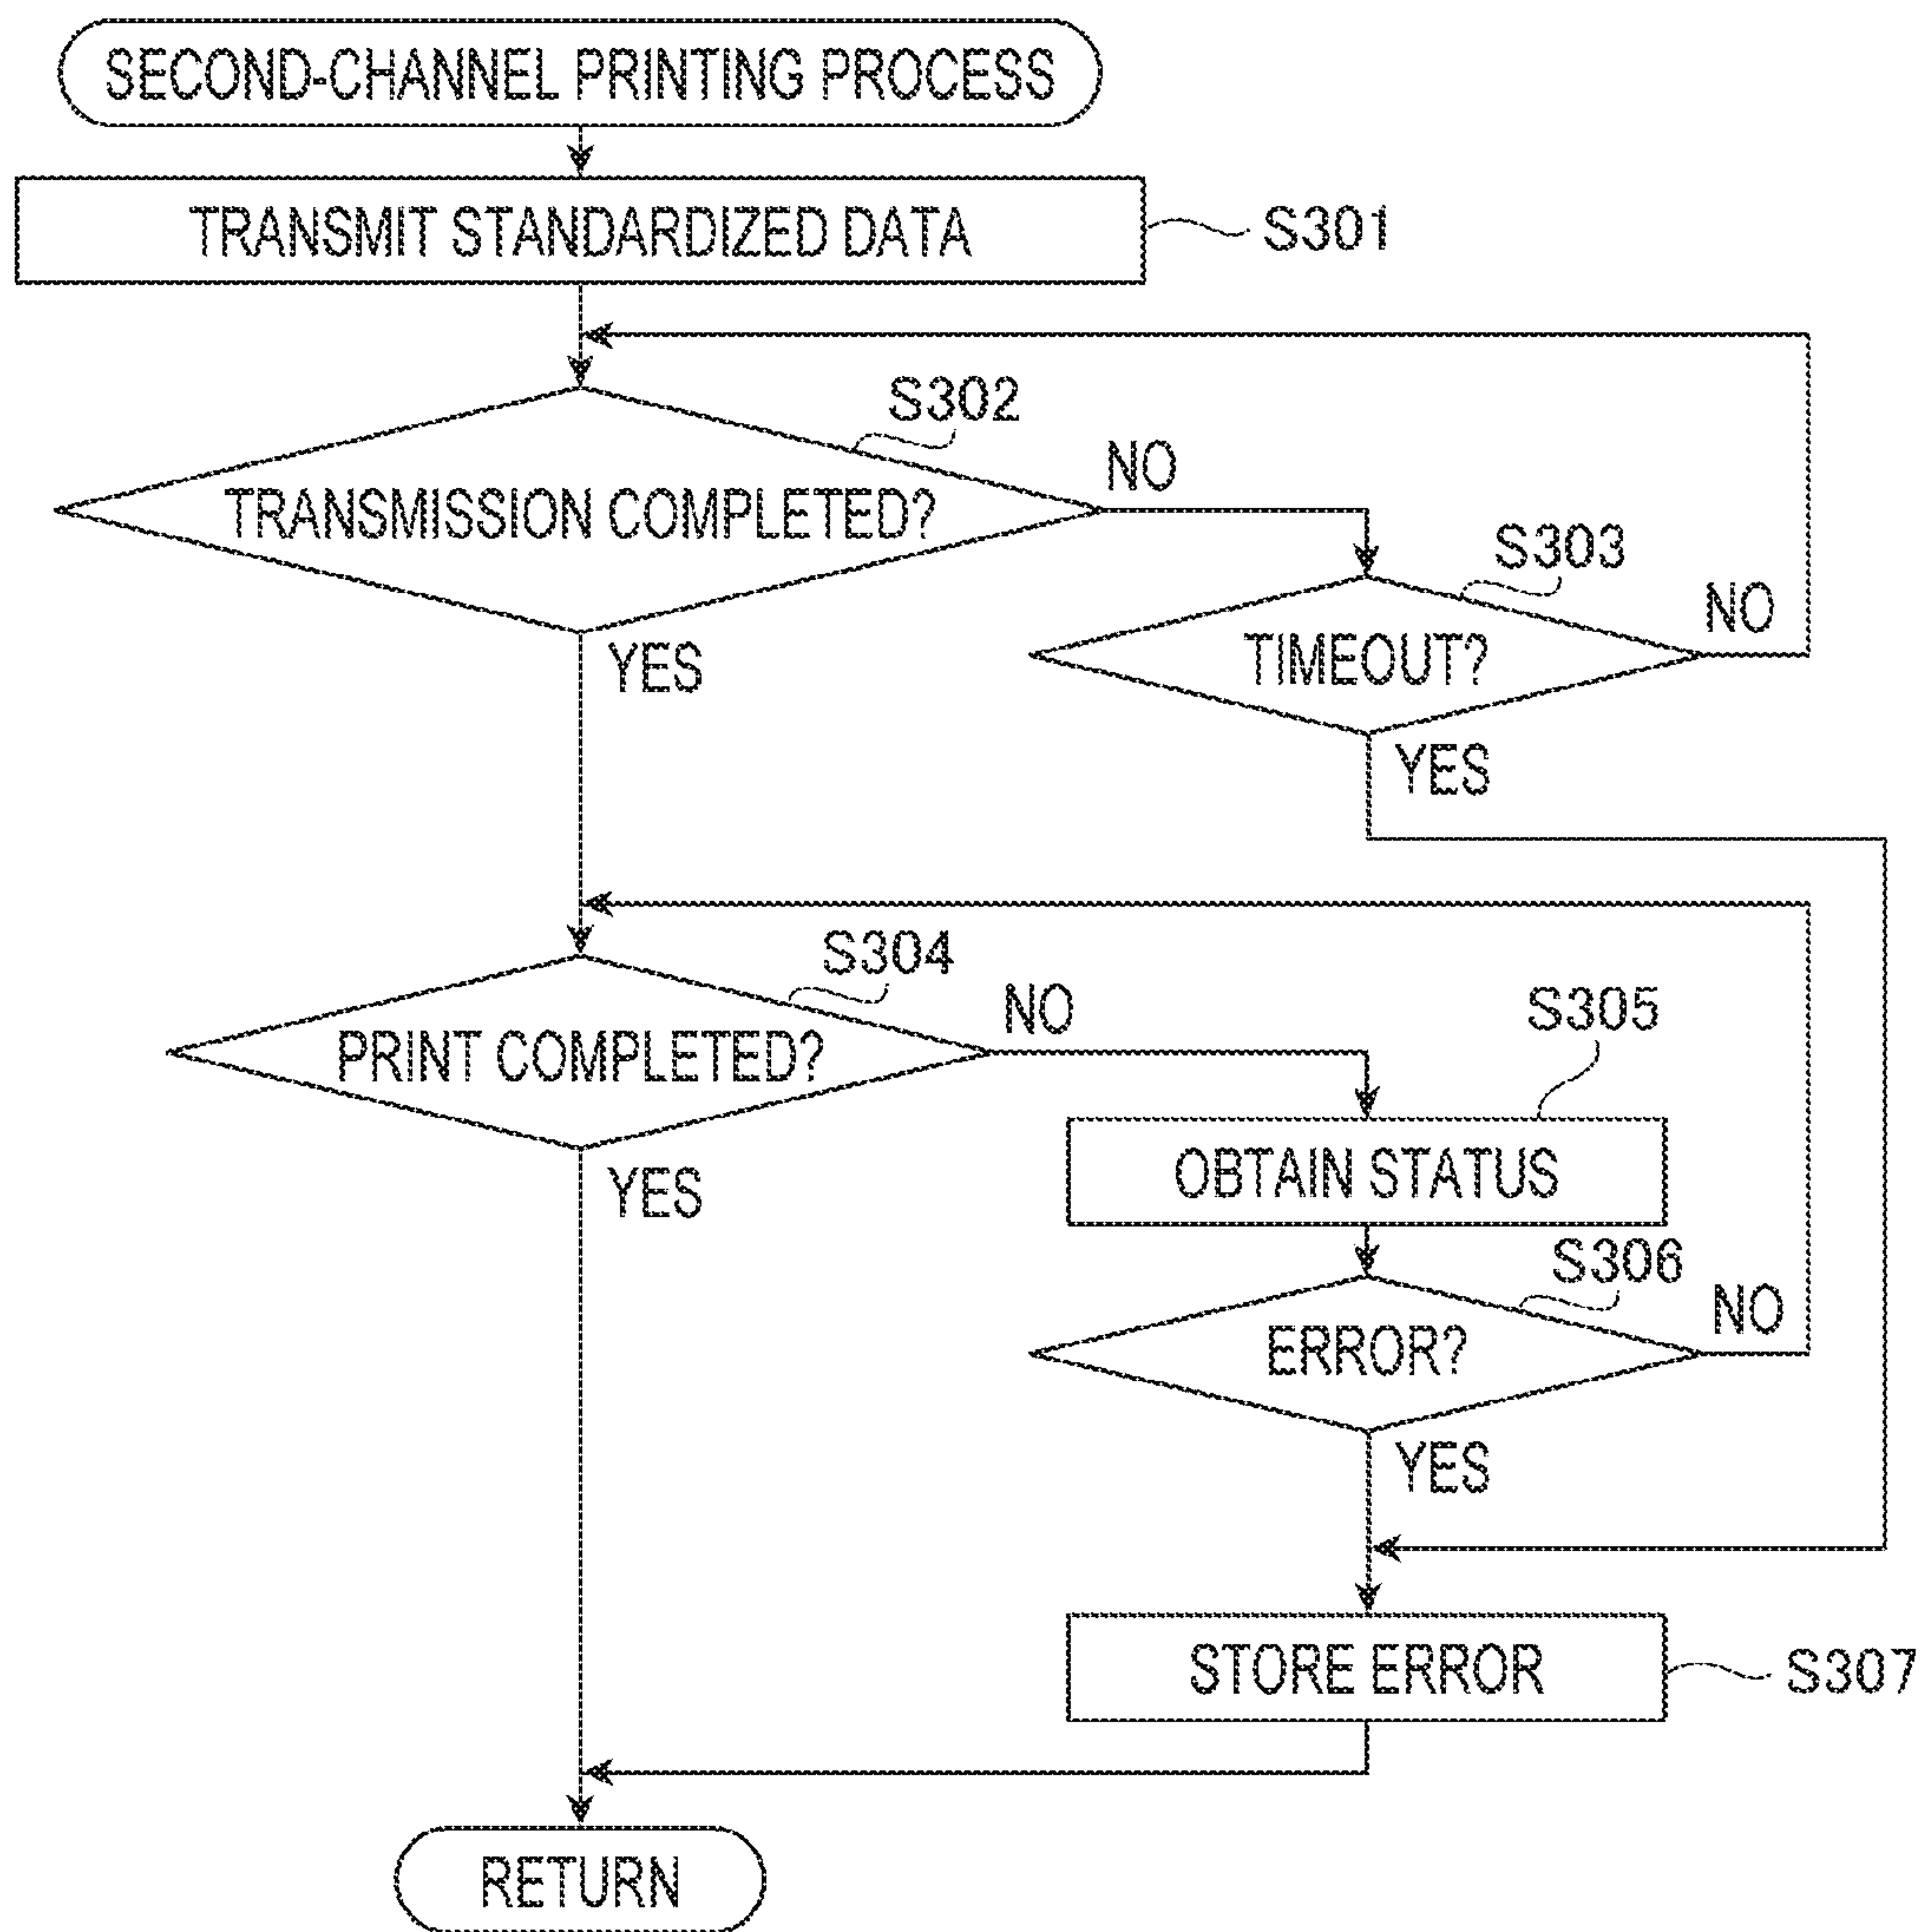 SECOND-CHANNEL PRINTING PROCESS
TRANSMIT STANDARDIZED DATA
S301
S302
TRANSMISSION COMPLETED?
NO
YES
S303
TIMEOUT?
NO
YES
S304
PRINT COMPLETED?
NO
YES
S305
OBTAIN STATUS
S306
ERROR?
NO
YES
STORE ERROR
S307
RETURN